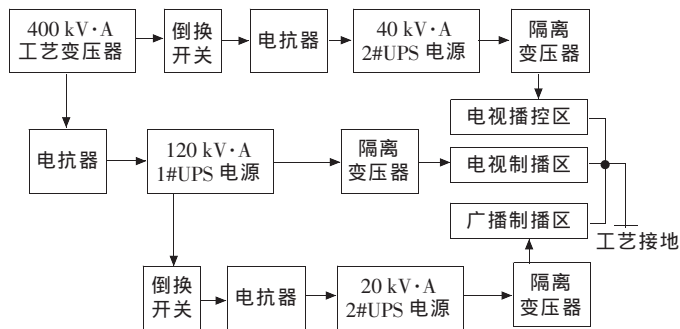 400 kV·A
工艺变压器
倒换
开关
电抗器
40 kV·A
2#UPS 电源
隔离
变压器
电视播控区
电抗器
120 kV·A
1#UPS 电源
隔离
变压器
电视制播区
广播制播区
工艺接地
倒换
开关
电抗器
20 kV·A
2#UPS 电源
隔离
变压器